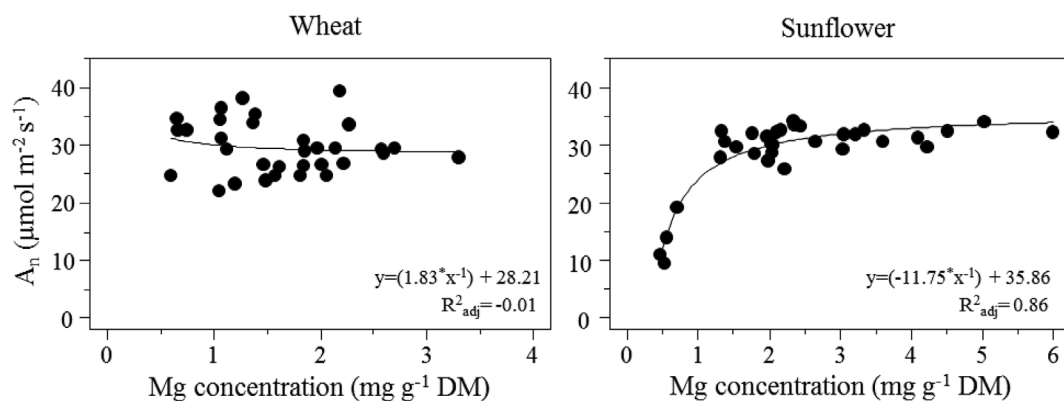 Wheat
Sunflower
Aₙ (μmol m⁻² s⁻¹)
40
30
20
10
0
y=(1.83*x⁻¹) + 28.21
R²adj= -0.01
0 1 2 3 4
Mg concentration (mg g⁻¹ DM)
40
30
20
10
0
y=(-11.75*x⁻¹) + 35.86
R²adj= 0.86
0 1 2 3 4 5 6
Mg concentration (mg g⁻¹ DM)